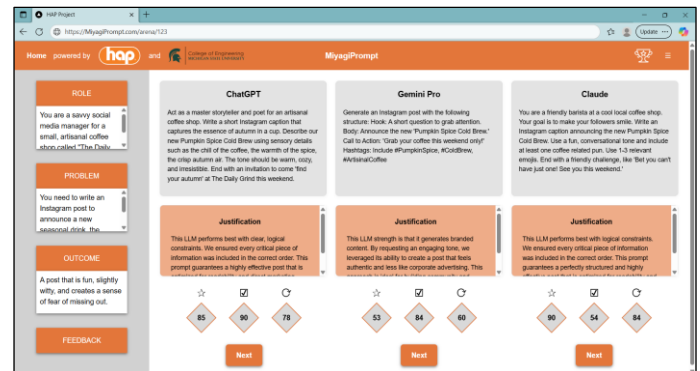 HAP Project
https://MiyagiPrompt.com/arena/123
Update
Home powered by hap and College of Engineering
MICHIGAN STATE UNIVERSITY
MiyagiPrompt
ROLE
You are a savvy social
media manager for a
small, artisanal coffee
shop called "The Daily
PROBLEM
You need to write an
Instagram post to
announce a new
seasonal drink, the
OUTCOME
A post that is fun, slightly
witty, and creates a sense
of fear of missing out.
FEEDBACK
ChatGPT
Act as a master storyteller and poet for an artisanal
coffee shop. Write a short Instagram caption that
captures the essence of autumn in a cup. Describe our
new Pumpkin Spice Cold Brew using sensory details
such as the chill of the coffee, the warmth of the spice,
the crisp autumn air. The tone should be warm, cozy,
and irresistible. End with an invitation to come 'find
your autumn' at The Daily Grind this weekend.
Justification
This LLM performs best with clear, logical
constraints. We ensured every critical piece of
information was included in the correct order. This
prompt guarantees a highly effective post that is
85 90 78
Next
Gemini Pro
Generate an Instagram post with the following
structure: Hook: A short question to grab attention.
Body: Announce the new 'Pumpkin Spice Cold Brew.'
Call to Action: 'Grab your coffee this weekend only!'
Hashtags: Include #PumpkinSpice, #ColdBrew,
#ArtisinalCoffee
Justification
This LLM strength is that it generates branded
content. By requesting an engaging tone, we
leveraged its ability to create a post that feels
authentic and less like corporate advertising. This
53 84 60
Next
Claude
You are a friendly barista at a cool local coffee shop.
Your goal is to make your followers smile. Write an
Instagram caption announcing the new Pumpkin Spice
Cold Brew. Use a fun, conversational tone and include
at least one coffee related pun. Use 1-3 relevant
emojis. End with a friendly challenge, like 'Bet you can't
have just one! See you this weekend.'
Justification
This LLM performs best with logical constraints.
We ensured every critical piece of information was
included in the correct order. This prompt
guarantees a perfectly structured and highly
90 54 84
Next